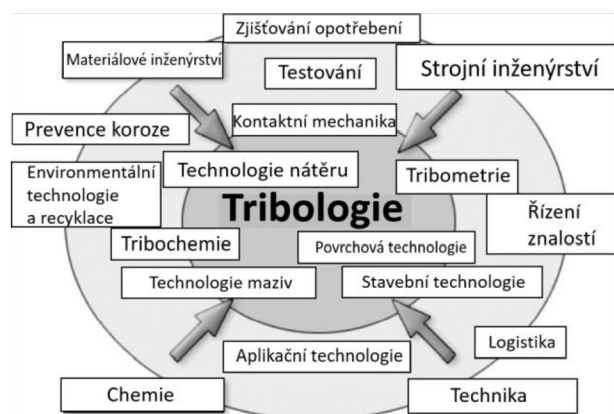 Zjišťování opotřebení
Materiálové inženýrství
Testování
Strojní inženýrství
Kontaktní mechanika
Prevence koroze
Technologie nátěru
Tribometrie
Environmentální
technologie
a recyklace
Tribologie
Řízení
znalostí
Tribochemie
Povrchová technologie
Technologie maziv
Stavební technologie
Logistika
Aplikační technologie
Chemie
Technika